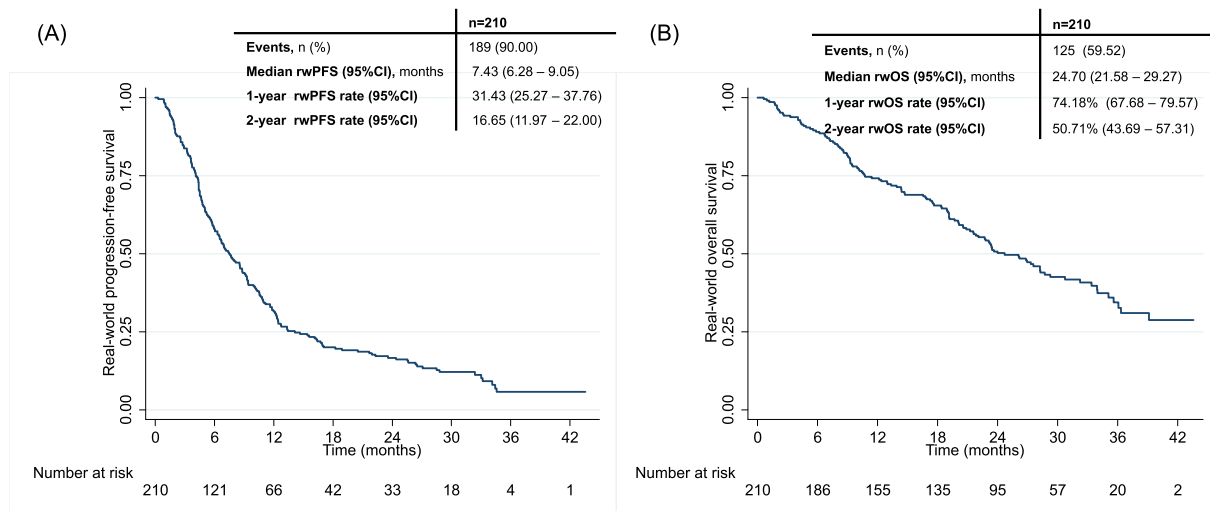 (A)
n=210
Events, n (%) 189 (90.00)
Median rwPFS (95%CI), months 7.43 (6.28 – 9.05)
1-year rwPFS rate (95%CI) 31.43 (25.27 – 37.76)
2-year rwPFS rate (95%CI) 16.65 (11.97 – 22.00)
Real-world progression-free survival
1.00
0.75
0.50
0.25
0.00
0 6 12 18 24 30 36 42
Time (months)
Number at risk
210 121 66 42 33 18 4 1
(B)
n=210
Events, n (%) 125 (59.52)
Median rwOS (95%CI), months 24.70 (21.58 – 29.27)
1-year rwOS rate (95%CI) 74.18% (67.68 – 79.57)
2-year rwOS rate (95%CI) 50.71% (43.69 – 57.31)
Real-world overall survival
1.00
0.75
0.50
0.25
0.00
0 6 12 18 24 30 36 42
Time (months)
Number at risk
210 186 155 135 95 57 20 2